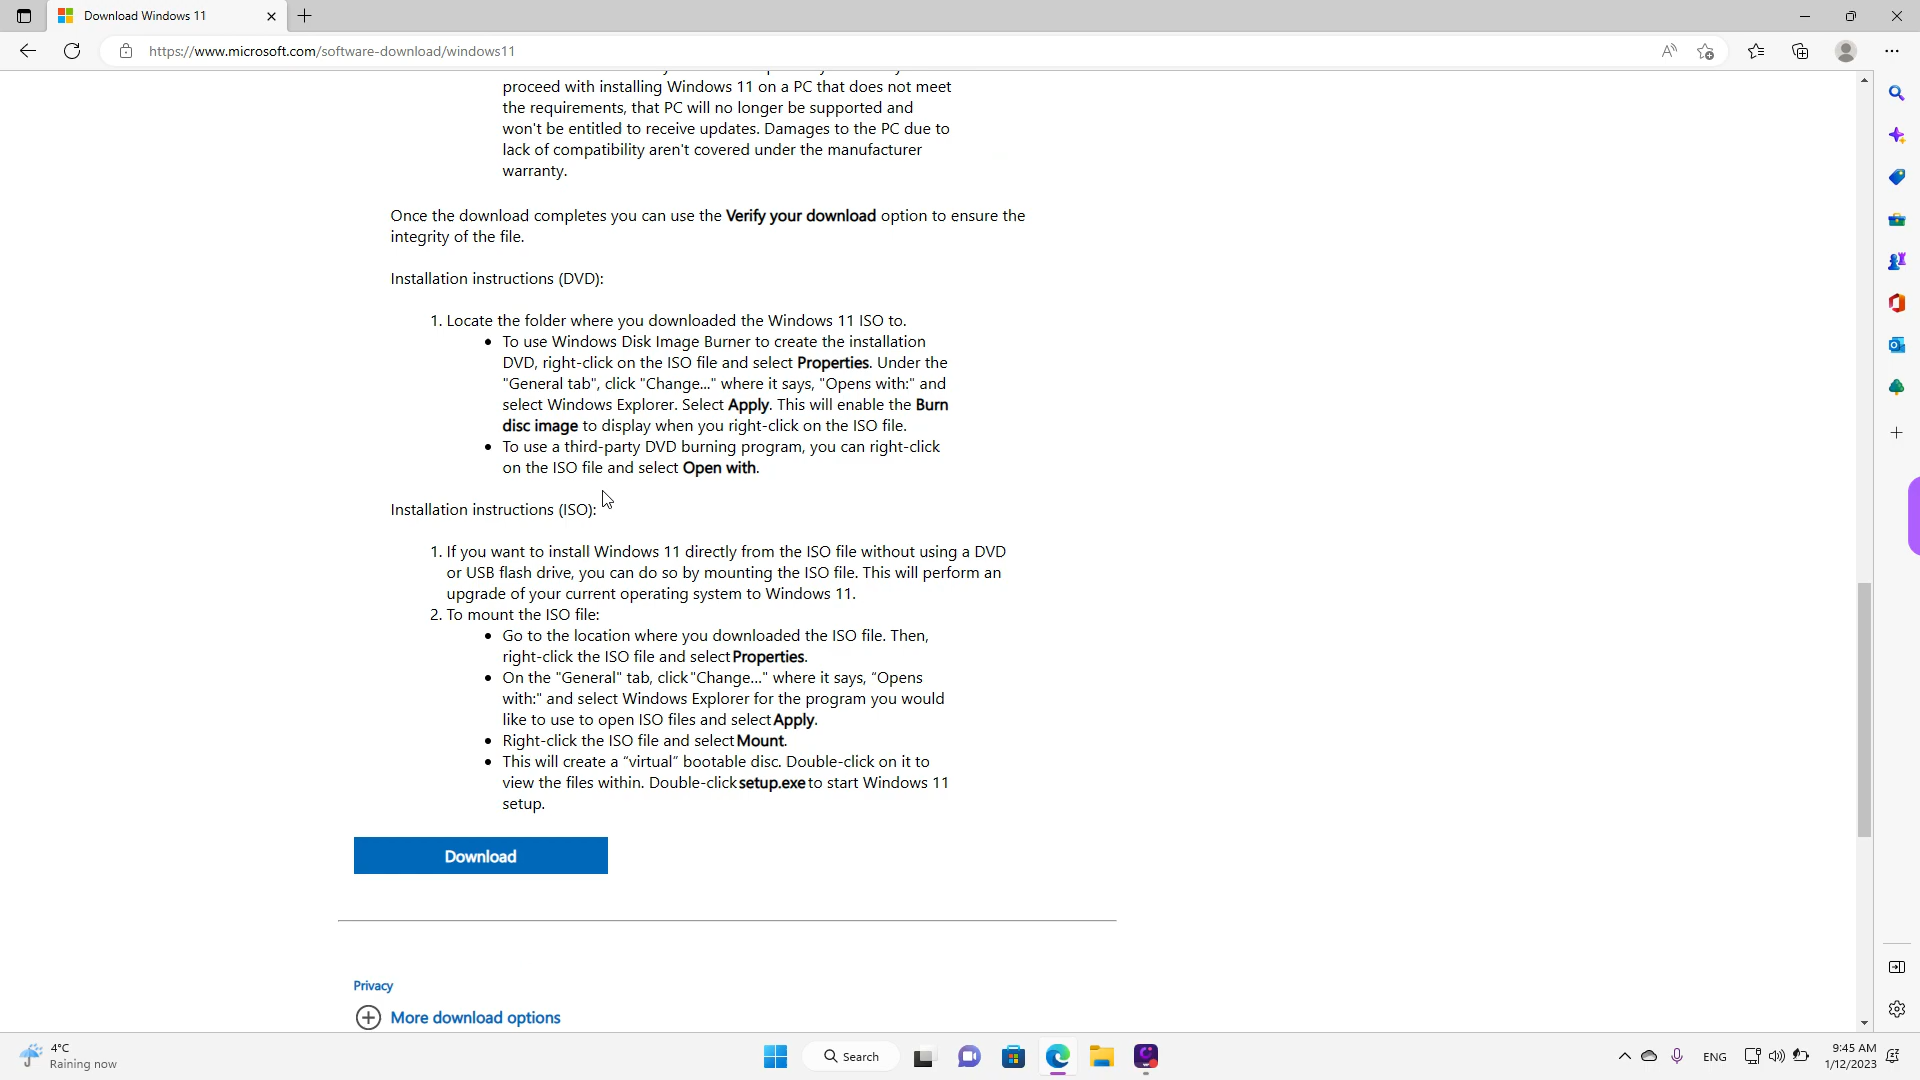 Download Windows 11
https://www.microsoft.com/software-download/windows11
proceed with installing Windows 11 on a PC that does not meet
the requirements, that PC will no longer be supported and
won't be entitled to receive updates. Damages to the PC due to
lack of compatibility aren't covered under the manufacturer
warranty.
Once the download completes you can use the Verify your download option to ensure the
integrity of the file.
Installation instructions (DVD):
1. Locate the folder where you downloaded the Windows 11 ISO to.
• To use Windows Disk Image Burner to create the installation
DVD, right-click on the ISO file and select Properties. Under the
"General tab", click "Change..." where it says, "Opens with:" and
select Windows Explorer. Select Apply. This will enable the Burn
disc image to display when you right-click on the ISO file.
• To use a third-party DVD burning program, you can right-click
on the ISO file and select Open with.
Installation instructions (ISO):
1. If you want to install Windows 11 directly from the ISO file without using a DVD
or USB flash drive, you can do so by mounting the ISO file. This will perform an
upgrade of your current operating system to Windows 11.
2. To mount the ISO file:
• Go to the location where you downloaded the ISO file. Then,
right-click the ISO file and select Properties.
• On the "General" tab, click "Change..." where it says, “Opens
with:" and select Windows Explorer for the program you would
like to use to open ISO files and select Apply.
• Right-click the ISO file and select Mount.
• This will create a “virtual” bootable disc. Double-click on it to
view the files within. Double-click setup.exe to start Windows 11
setup.
Download
Privacy
More download options
4°C
Raining now
Search
ENG
9:45 AM
1/12/2023